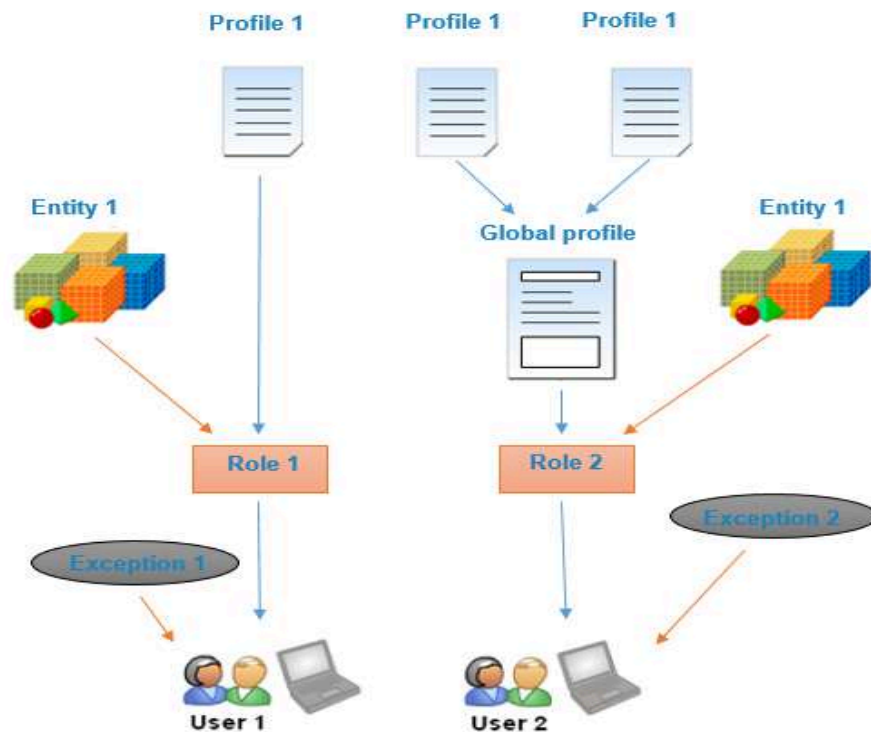 Profile 1
Profile 1
Profile 1
Entity 1
Entity 1
Global profile
Role 1
Role 2
Exception 2
Exception 1
User 1
User 2